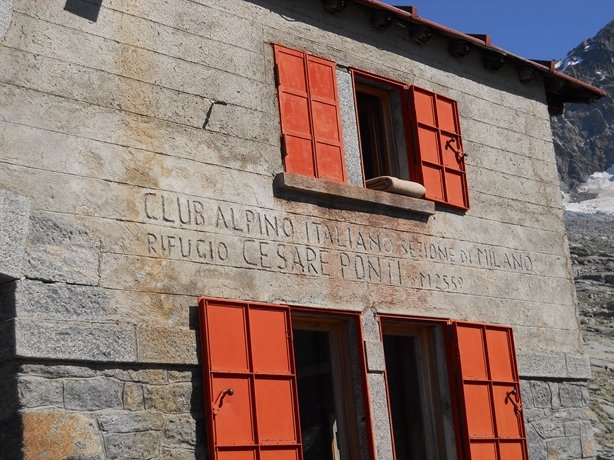 CLUB ALPINO ITALIANO SEZIONE DI MILANO
RIFUGIO CESARE PONTI M 2559